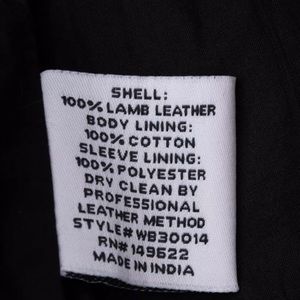 SHELL:
100% LAMB LEATHER
BODY LINING:
100% COTTON
SLEEVE LINING:
100% POLYESTER
DRY CLEAN BY
PROFESSIONAL
LEATHER METHOD
STYLE# WB30014
RN# 149622
MADE IN INDIA